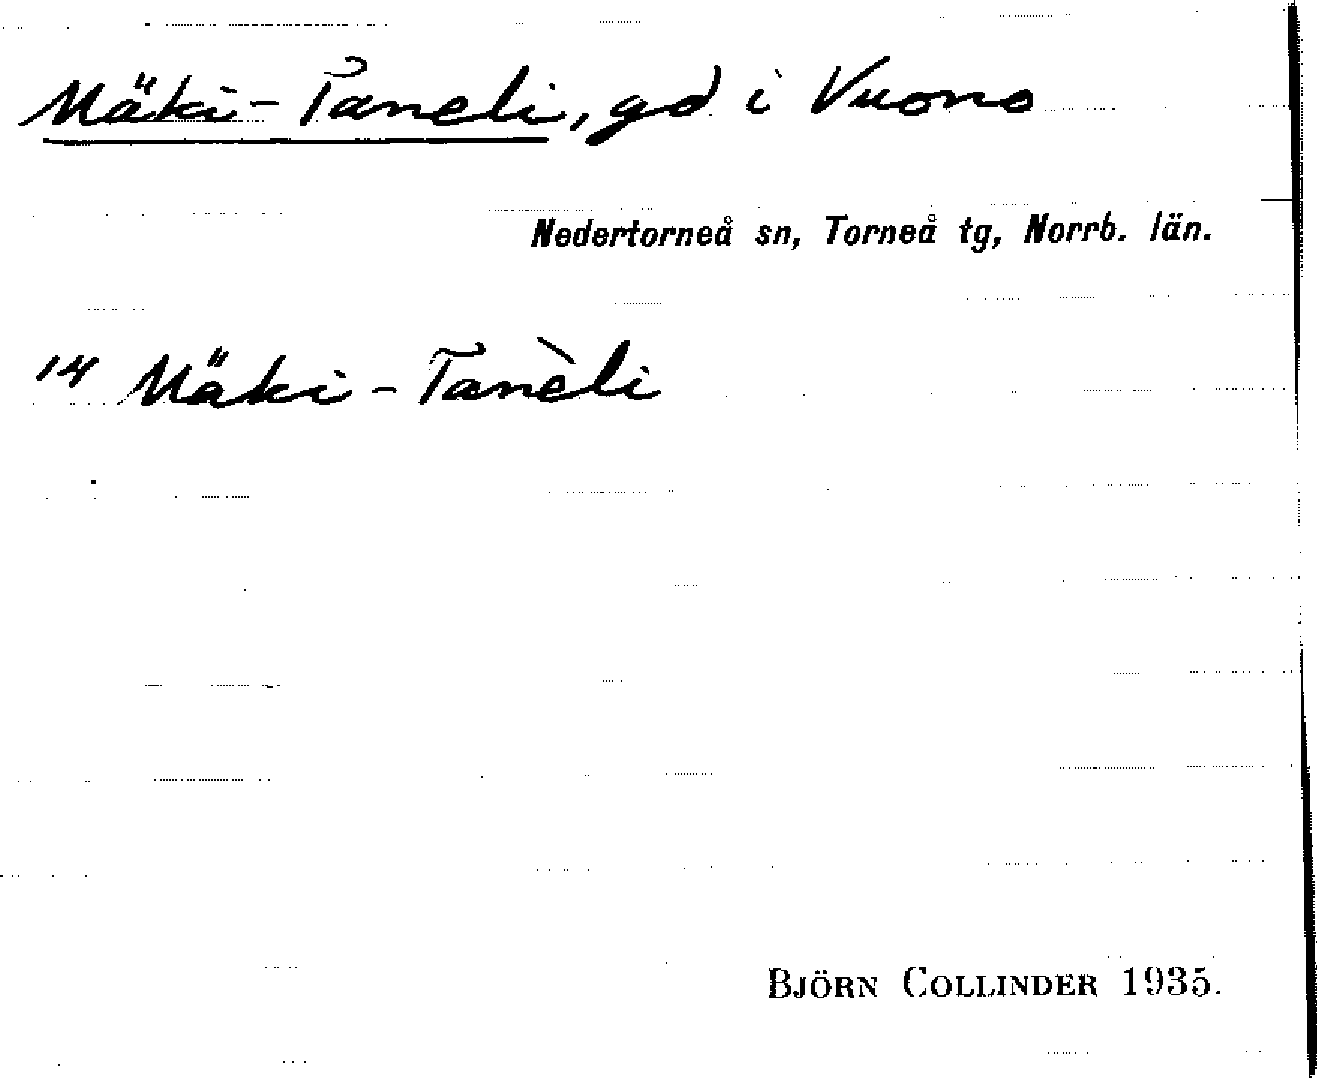 Mäki-Taneli, gd i Vuono
Nedertorneå sn, Torneå tg, Norrb. län.
14 Mäki-Tanèli
BJÖRN COLLINDER 1935.